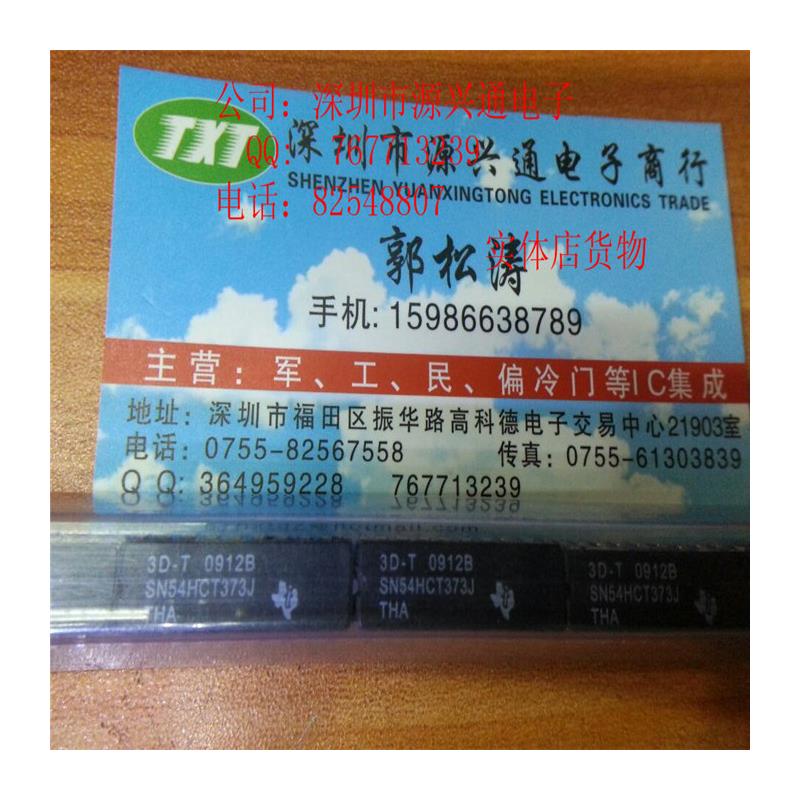 公司：深圳市源兴通电子
TXT 深圳市源兴通电子商行
QQ: 767713239
SHENZHEN YUANXINGTONG ELECTRONICS TRADE
电话：82548807
郭松涛
实体店货物
手机: 15986638789
主营：军、工、民、偏冷门等IC集成
地址：深圳市福田区振华路高科德电子交易中心21903室
电话：0755-82567558 传真：0755-61303839
QQ: 364959228 767713239
3D-T 0912B
SN54HCT373J
THA
3D-T 0912B
SN54HCT373J
THA
3D-T 0912B
SN54HCT373J
THA